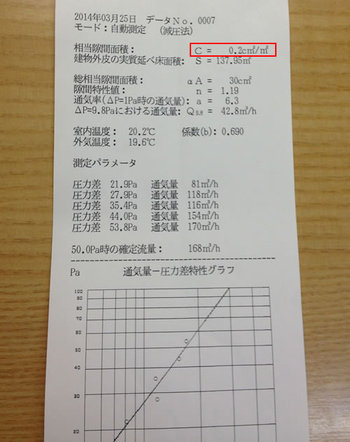 2014年03月25日 データNo. 0007
モード:自動測定 (減圧法)
相当隙間面積: C = 0.2c㎡/㎡
建物外皮の実質延べ床面積: S = 137.95㎡
総相当隙間面積: αA = 30c㎡
隙間特性値: n = 1.19
通気率(ΔP=1Pa時の通気量): a = 6.3
ΔP=9.8Paにおける通気量: Q9.8 = 42.8㎥/h
室内温度: 20.2℃ 係数(b): 0.690
外気温度: 19.6℃
測定パラメータ
圧力差 21.9Pa 通気量 81㎥/h
圧力差 27.9Pa 通気量 118㎥/h
圧力差 35.4Pa 通気量 116㎥/h
圧力差 44.0Pa 通気量 154㎥/h
圧力差 53.8Pa 通気量 170㎥/h
50.0Pa時の確定流量: 168㎥/h
Pa 通気量-圧力差特性グラフ
100